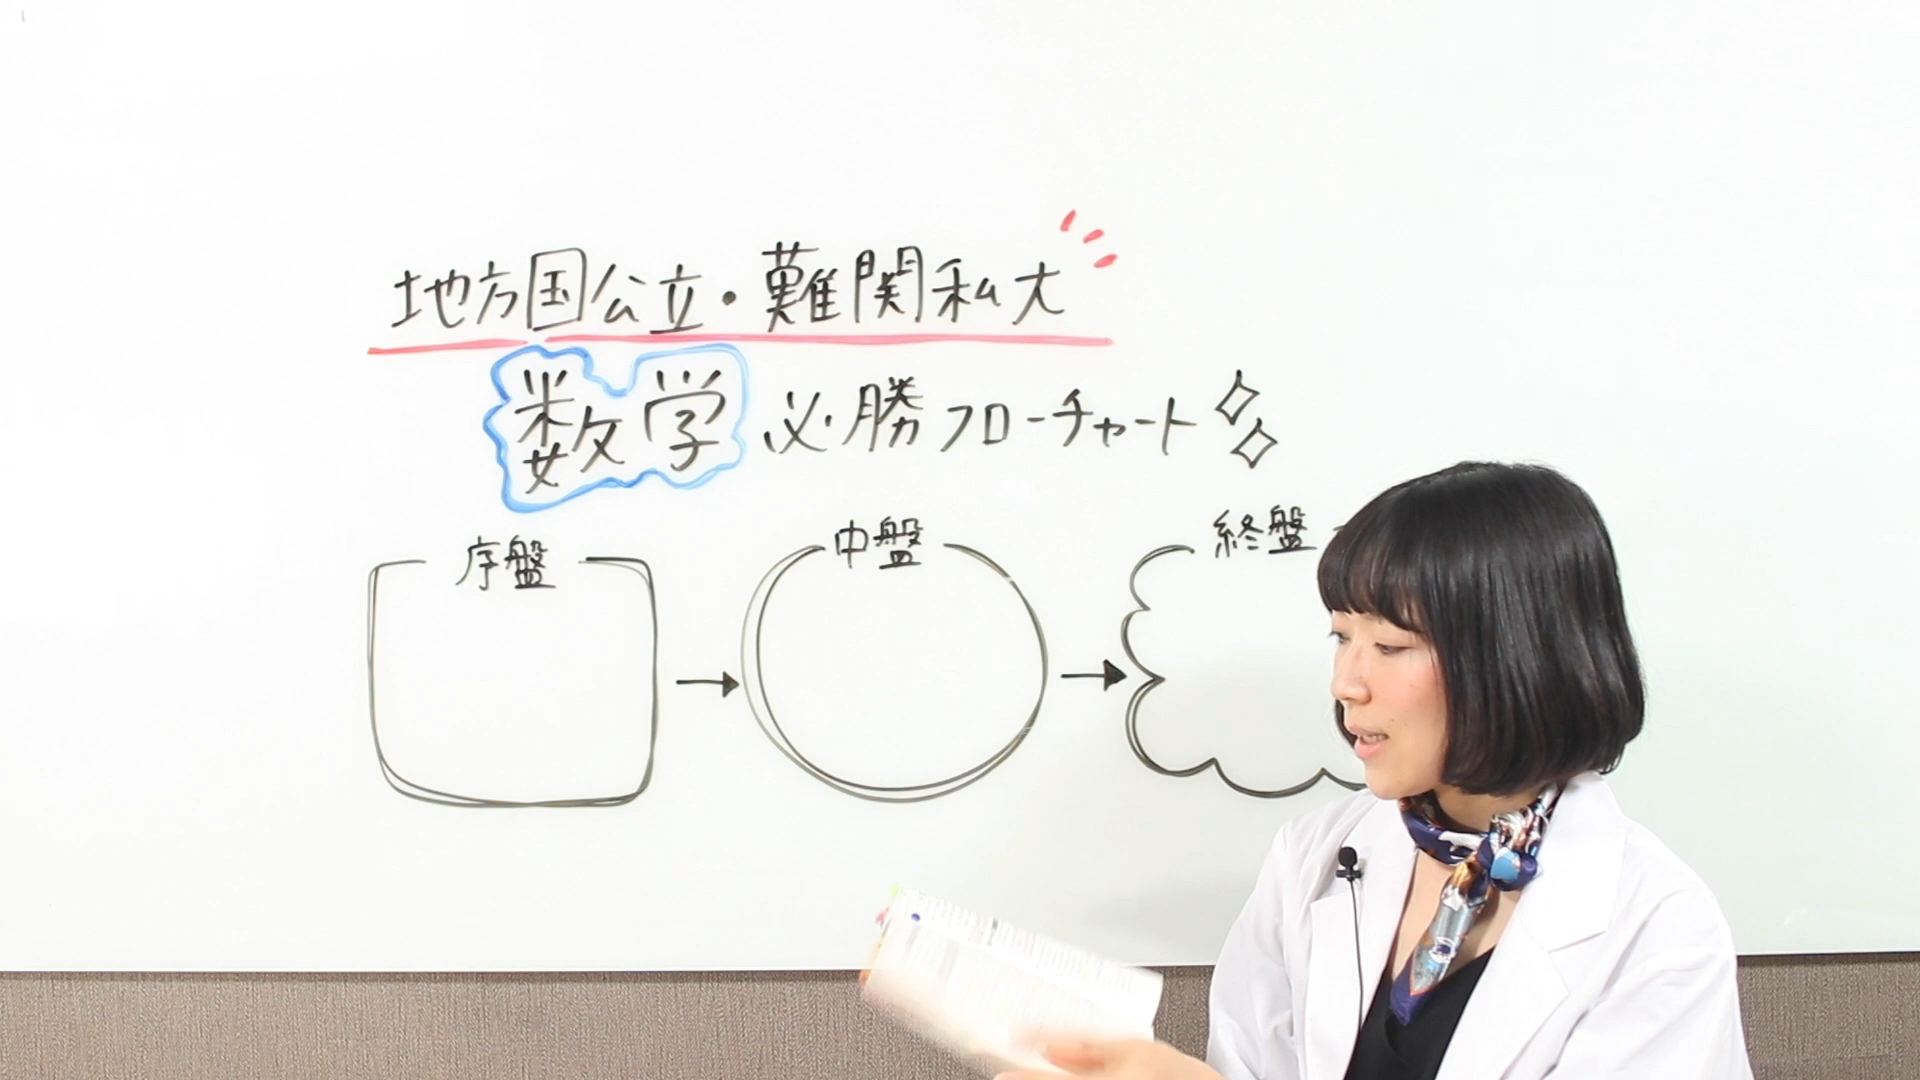 地方国公立・難関私大
数学必勝フローチャート
序盤
中盤
終盤